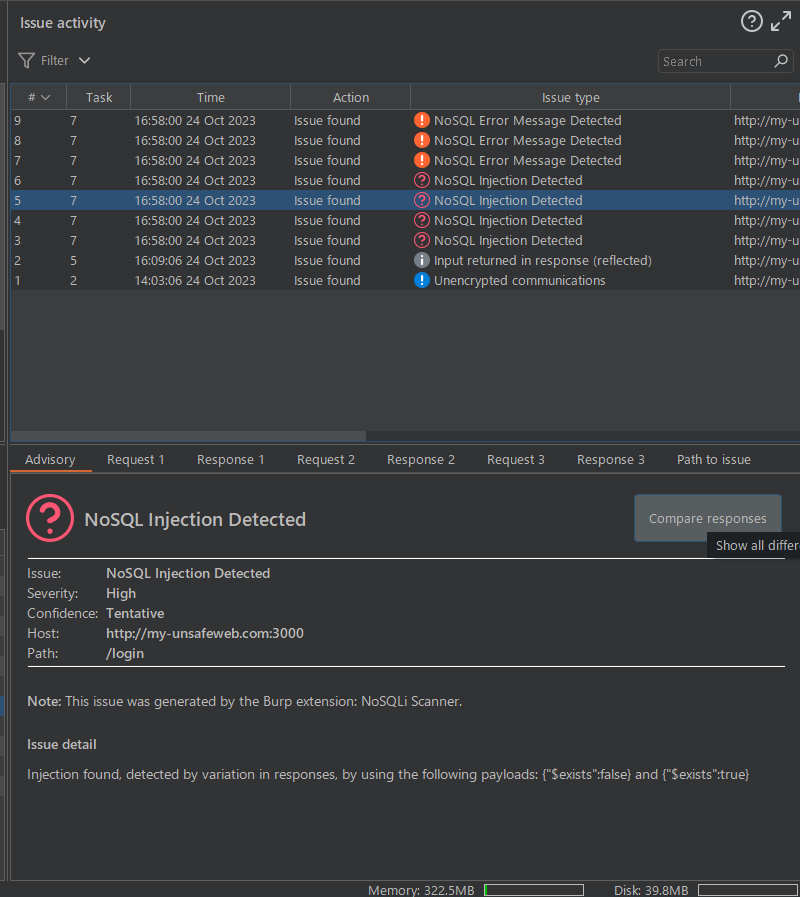 Issue activity
Filter
Search
# Task Time Action Issue type
9 7 16:58:00 24 Oct 2023 Issue found NoSQL Error Message Detected http://my-u
8 7 16:58:00 24 Oct 2023 Issue found NoSQL Error Message Detected http://my-u
7 7 16:58:00 24 Oct 2023 Issue found NoSQL Error Message Detected http://my-u
6 7 16:58:00 24 Oct 2023 Issue found NoSQL Injection Detected http://my-u
5 7 16:58:00 24 Oct 2023 Issue found NoSQL Injection Detected http://my-u
4 7 16:58:00 24 Oct 2023 Issue found NoSQL Injection Detected http://my-u
3 7 16:58:00 24 Oct 2023 Issue found NoSQL Injection Detected http://my-u
2 5 16:09:06 24 Oct 2023 Issue found Input returned in response (reflected) http://my-u
1 2 14:03:06 24 Oct 2023 Issue found Unencrypted communications http://my-u
Advisory Request 1 Response 1 Request 2 Response 2 Request 3 Response 3 Path to issue
NoSQL Injection Detected
Compare responses
Show all differ
Issue: NoSQL Injection Detected
Severity: High
Confidence: Tentative
Host: http://my-unsafeweb.com:3000
Path: /login
Note: This issue was generated by the Burp extension: NoSQLi Scanner.
Issue detail
Injection found, detected by variation in responses, by using the following payloads: {"$exists":false} and {"$exists":true}
Memory: 322.5MB Disk: 39.8MB